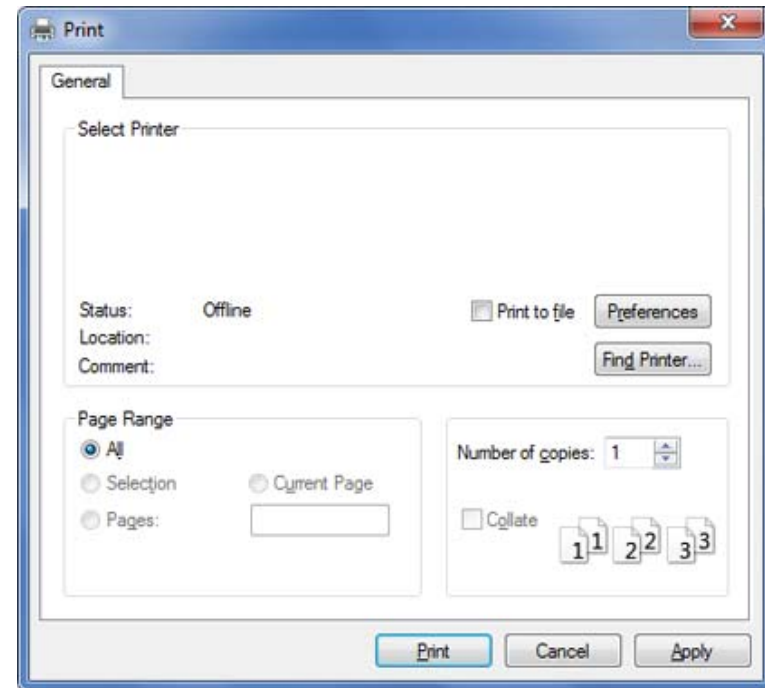 Print
General
Select Printer
Status: Offline
Print to file
Preferences
Location:
Comment:
Find Printer...
Page Range
All
Selection
Current Page
Pages:
Number of copies: 1
Collate
1 1 2 2 3 3
Print
Cancel
Apply